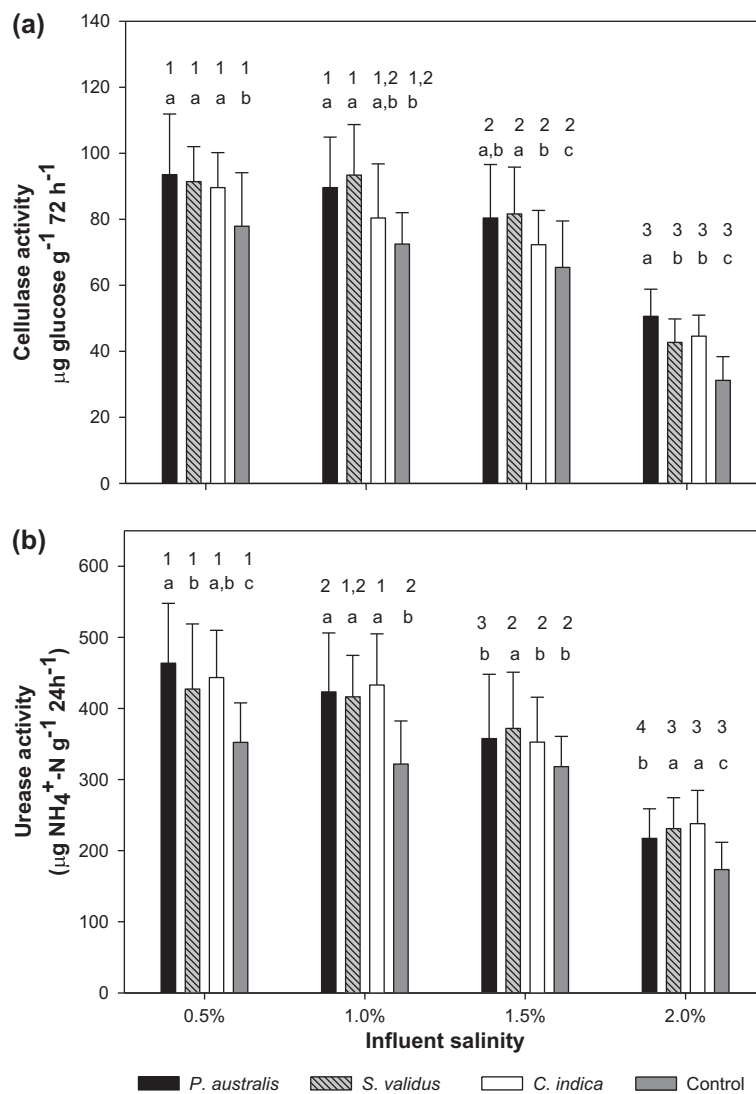 (a)
Cellulase activity
µg glucose g⁻¹ 72 h⁻¹
140
120
100
80
60
40
20
0
1 1 1 1
a a a b
1 1 1,2 1,2
a a a,b b
2 2 2 2
a,b a b c
3 3 3 3
a b b c
(b)
Urease activity
(µg NH₄⁺-N g⁻¹ 24h⁻¹)
600
500
400
300
200
100
0
1 1 1 1
a b a,b c
2 1,2 1 2
a a a b
3 2 2 2
b a b b
4 3 3 3
b a a c
0.5% 1.0% 1.5% 2.0%
Influent salinity
P. australis S. validus C. indica Control